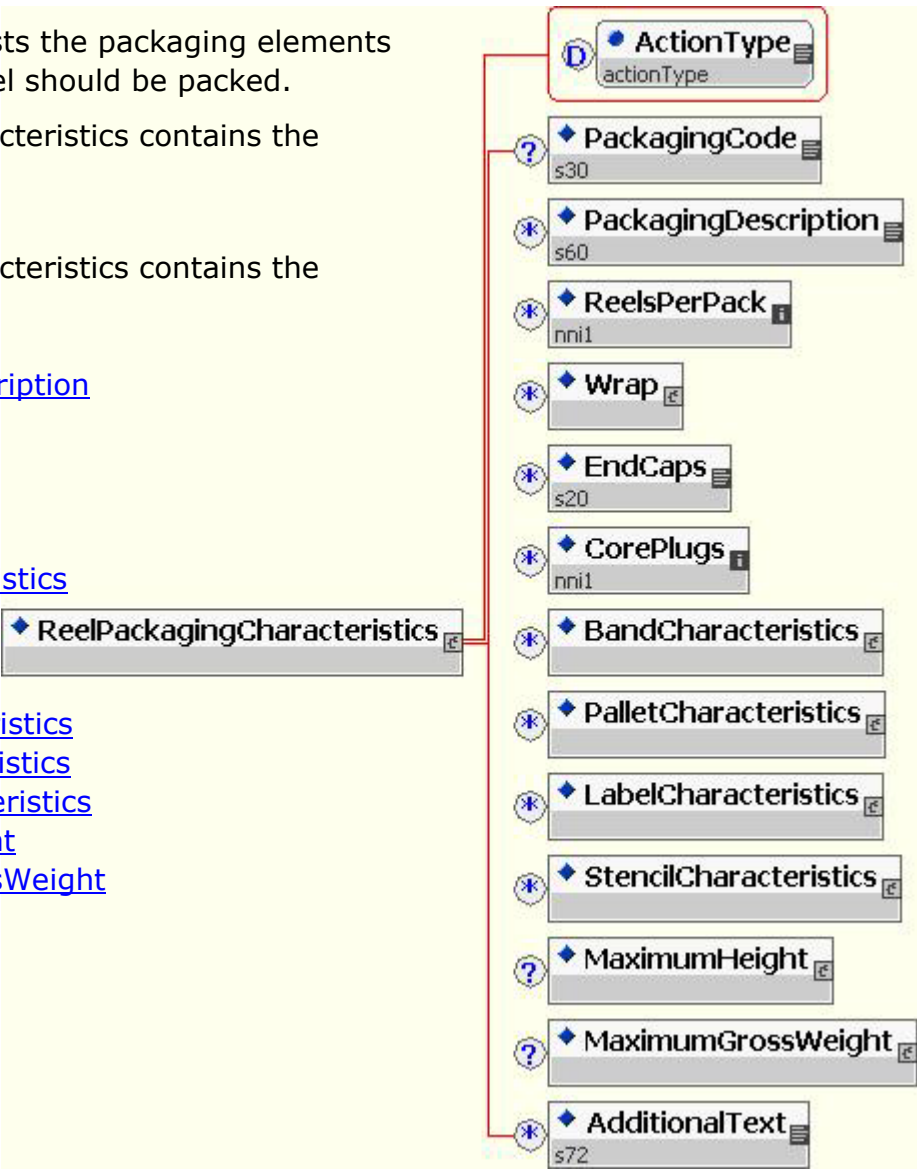 sts the packaging elements
el should be packed.
cteristics contains the
cteristics contains the
ription
stics
istics
istics
eristics
nt
sWeight
ReelPackagingCharacteristics
D ActionType
actionType
? PackagingCode
s30
* PackagingDescription
s60
* ReelsPerPack
nni1
* Wrap
* EndCaps
s20
* CorePlugs
nni1
* BandCharacteristics
* PalletCharacteristics
* LabelCharacteristics
* StencilCharacteristics
? MaximumHeight
? MaximumGrossWeight
* AdditionalText
s72